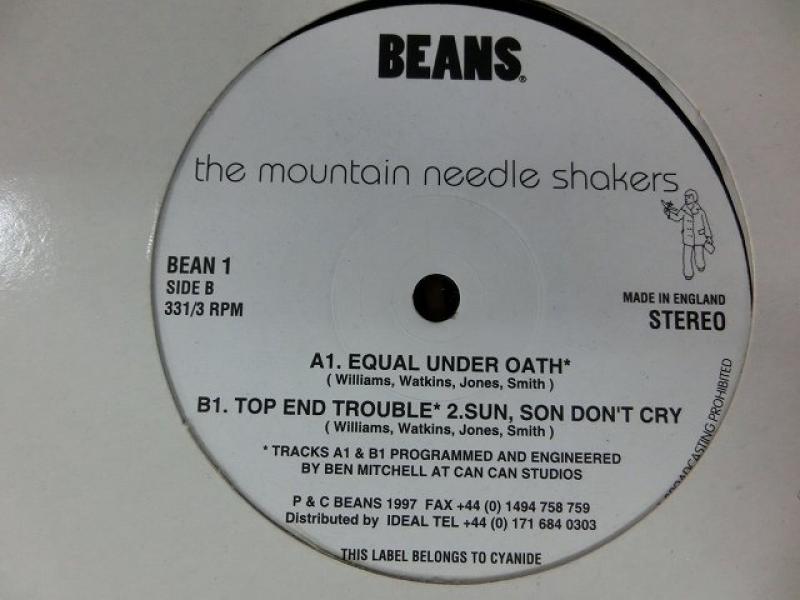 BEANS®
the mountain needle shakers
BEAN 1
SIDE B
331/3 RPM
MADE IN ENGLAND
STEREO
A1. EQUAL UNDER OATH*
( Williams, Watkins, Jones, Smith )
B1. TOP END TROUBLE* 2.SUN, SON DON'T CRY
( Williams, Watkins, Jones, Smith )
* TRACKS A1 & B1 PROGRAMMED AND ENGINEERED
BY BEN MITCHELL AT CAN CAN STUDIOS
P & C BEANS 1997 FAX +44 (0) 1494 758 759
Distributed by IDEAL TEL +44 (0) 171 684 0303
THIS LABEL BELONGS TO CYANIDE
BROADCASTING PROHIBITED